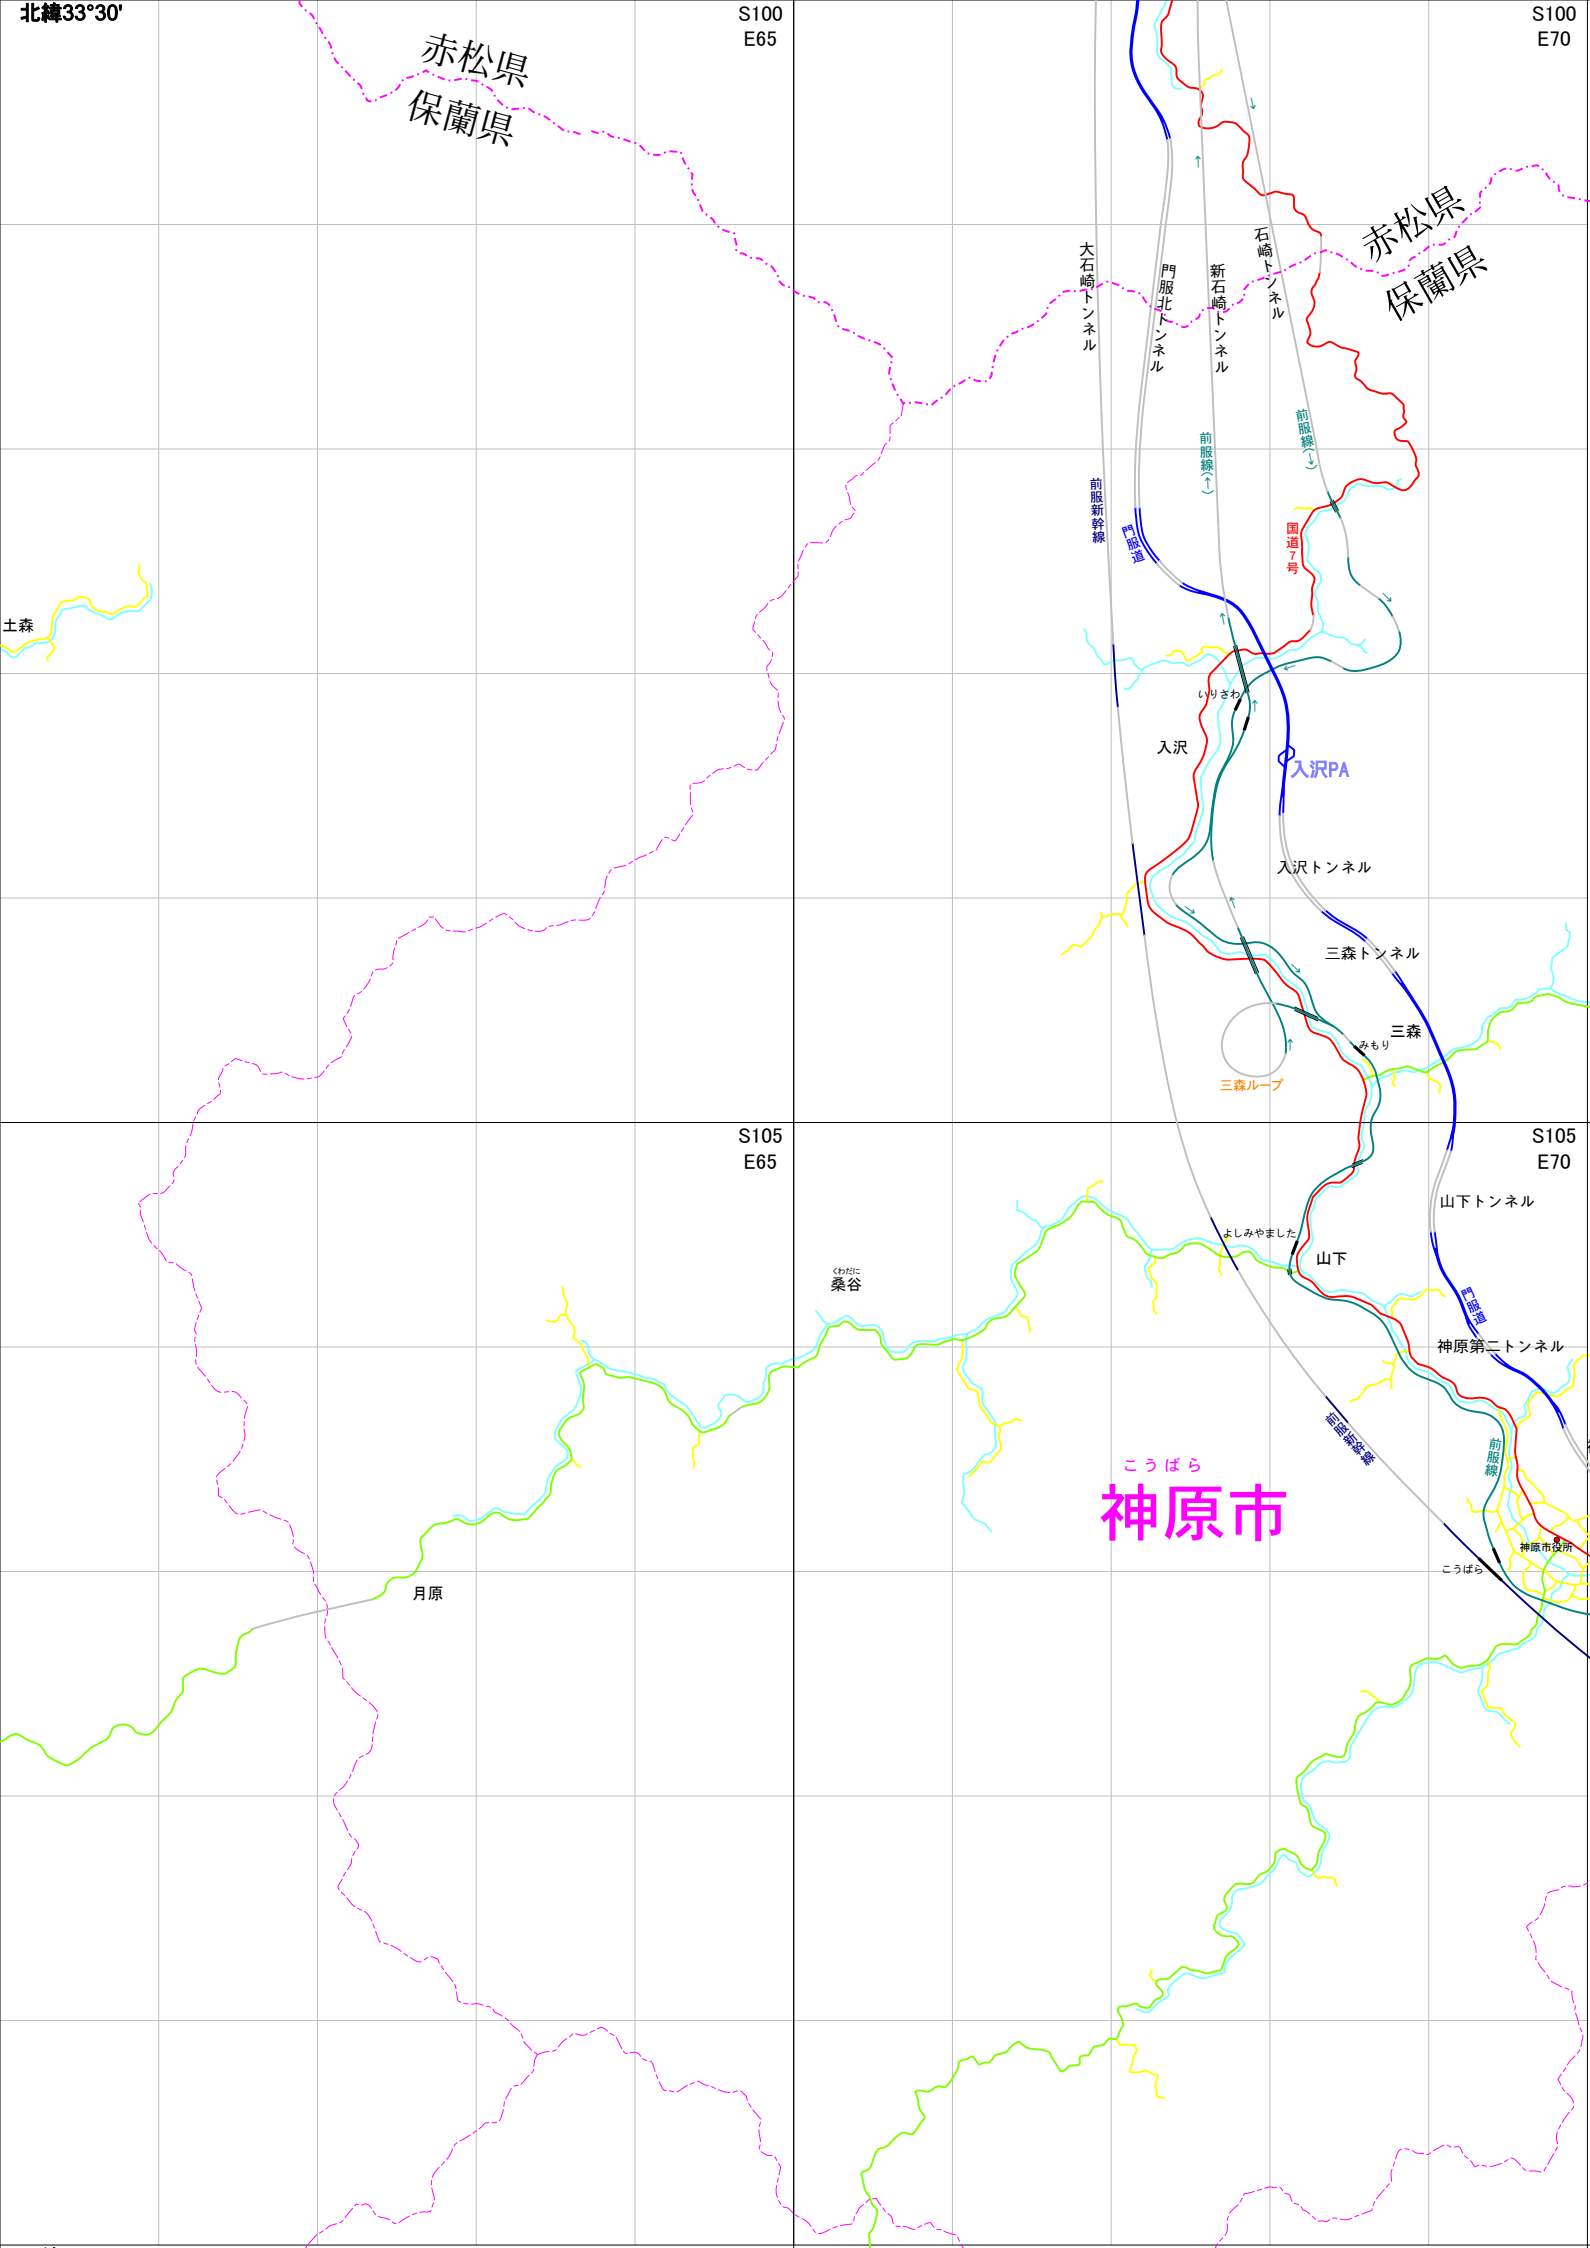 北緯33°30'
S100
E65
S100
E70
赤松県
保蘭県
赤松県
保蘭県
大石崎トンネル
門服北トンネル
新石崎トンネル
石崎トンネル
前服線(↑)
前服線(↓)
前服新幹線
門服道
国道7号
土森
いりさわ
入沢
入沢PA
入沢トンネル
三森トンネル
三森
みもり
三森ループ
S105
E65
S105
E70
山下トンネル
よしみやました
山下
くわだに
桑谷
門服道
神原第二トンネル
前服新幹線
前服線
こうばら
神原市
神原市役所
こうばら
月原